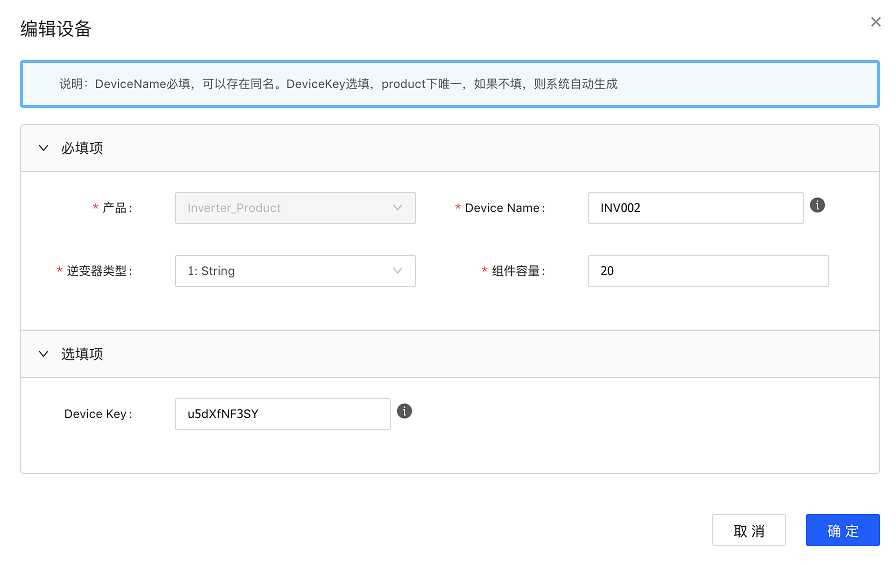 编辑设备
说明：DeviceName必填，可以存在同名。DeviceKey选填，product下唯一，如果不填，则系统自动生成
必填项
* 产品: Inverter_Product * Device Name: INV002
* 逆变器类型: 1: String * 组件容量: 20
选填项
Device Key: u5dXfNF3SY
取 消 确 定